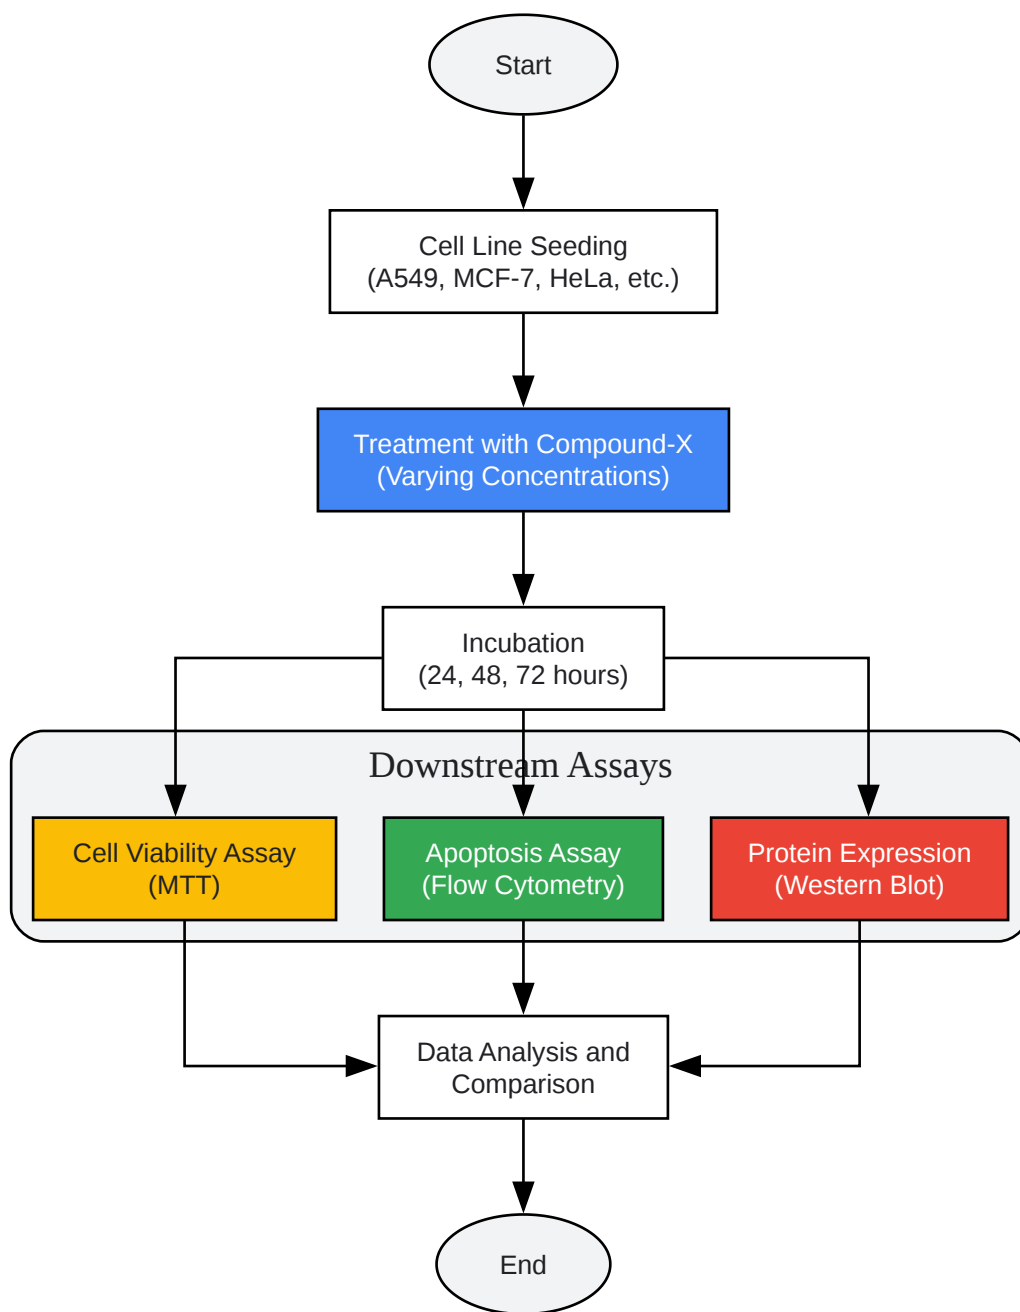 Start
Cell Line Seeding
(A549, MCF-7, HeLa, etc.)
Treatment with Compound-X
(Varying Concentrations)
Incubation
(24, 48, 72 hours)
Downstream Assays
Cell Viability Assay
(MTT)
Apoptosis Assay
(Flow Cytometry)
Protein Expression
(Western Blot)
Data Analysis and
Comparison
End